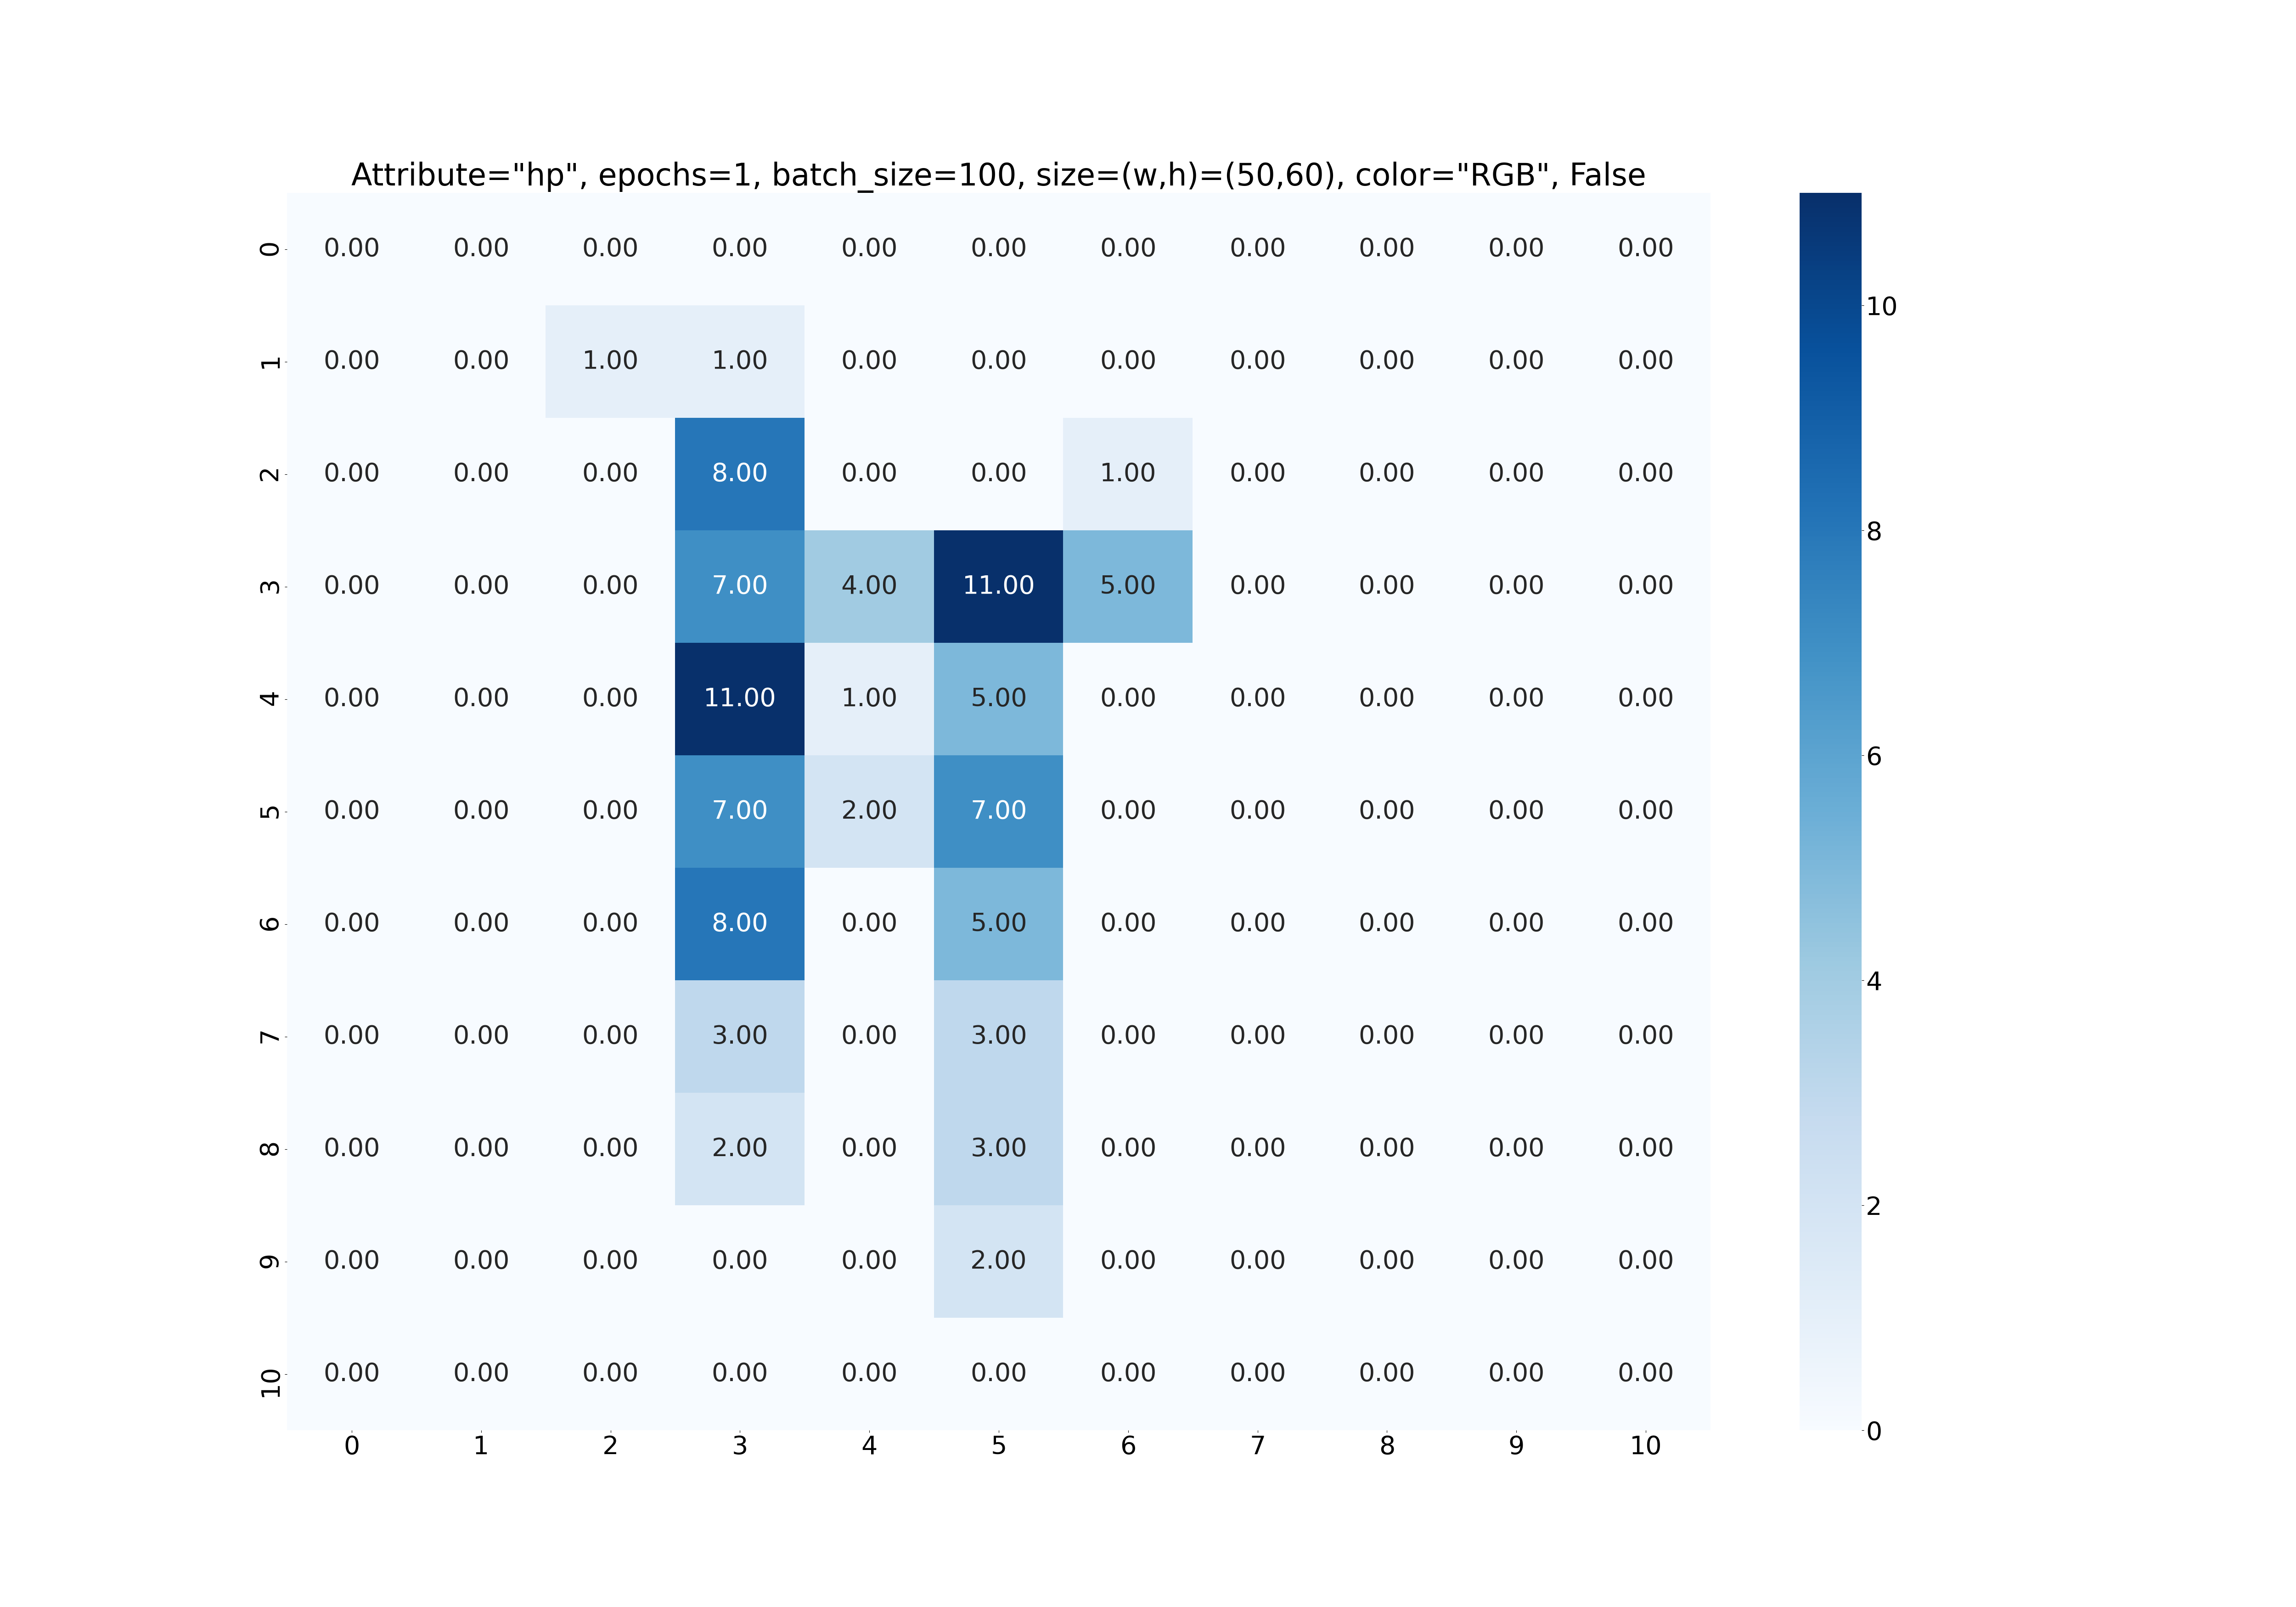 Attribute="hp", epochs=1, batch_size=100, size=(w,h)=(50,60), color="RGB", False
0 0.00 0.00 0.00 0.00 0.00 0.00 0.00 0.00 0.00 0.00 0.00
1 0.00 0.00 1.00 1.00 0.00 0.00 0.00 0.00 0.00 0.00 0.00 10
2 0.00 0.00 0.00 8.00 0.00 0.00 1.00 0.00 0.00 0.00 0.00 8
3 0.00 0.00 0.00 7.00 4.00 11.00 5.00 0.00 0.00 0.00 0.00
4 0.00 0.00 0.00 11.00 1.00 5.00 0.00 0.00 0.00 0.00 0.00 6
5 0.00 0.00 0.00 7.00 2.00 7.00 0.00 0.00 0.00 0.00 0.00
6 0.00 0.00 0.00 8.00 0.00 5.00 0.00 0.00 0.00 0.00 0.00 4
7 0.00 0.00 0.00 3.00 0.00 3.00 0.00 0.00 0.00 0.00 0.00
8 0.00 0.00 0.00 2.00 0.00 3.00 0.00 0.00 0.00 0.00 0.00 2
9 0.00 0.00 0.00 0.00 0.00 2.00 0.00 0.00 0.00 0.00 0.00
10 0.00 0.00 0.00 0.00 0.00 0.00 0.00 0.00 0.00 0.00 0.00 0
0 1 2 3 4 5 6 7 8 9 10